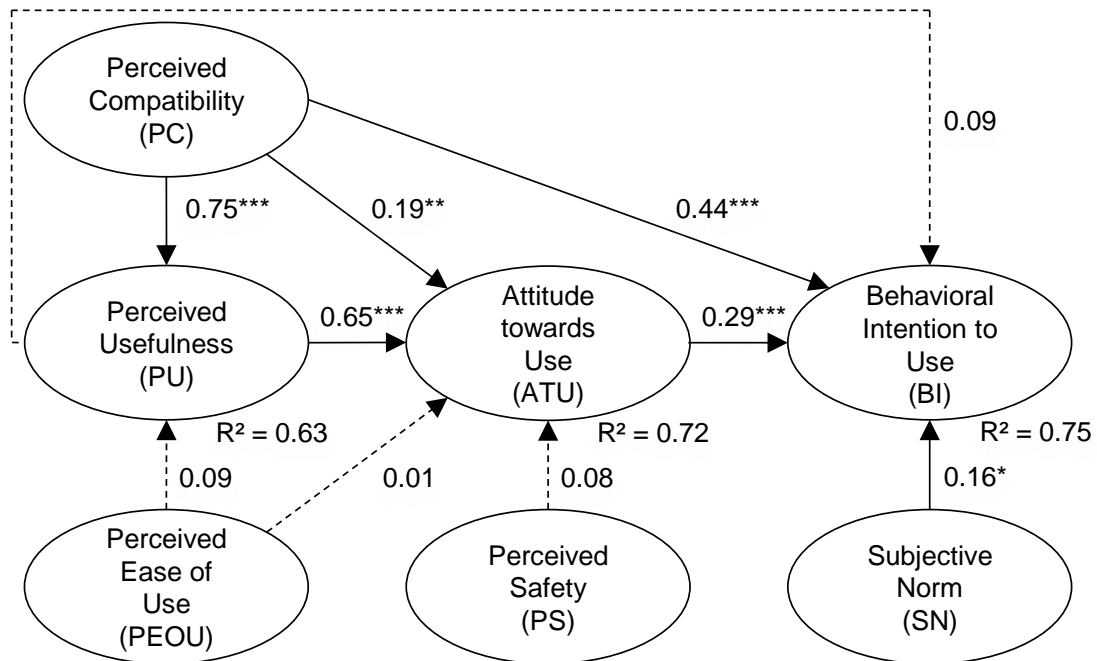 Perceived
Compatibility
(PC)
0.09
0.75***
0.19**
0.44***
Perceived
Usefulness
(PU)
0.65***
Attitude
towards
Use
(ATU)
0.29***
Behavioral
Intention to
Use
(BI)
R² = 0.63
R² = 0.72
R² = 0.75
0.09
0.01
0.08
0.16*
Perceived
Ease of
Use
(PEOU)
Perceived
Safety
(PS)
Subjective
Norm
(SN)